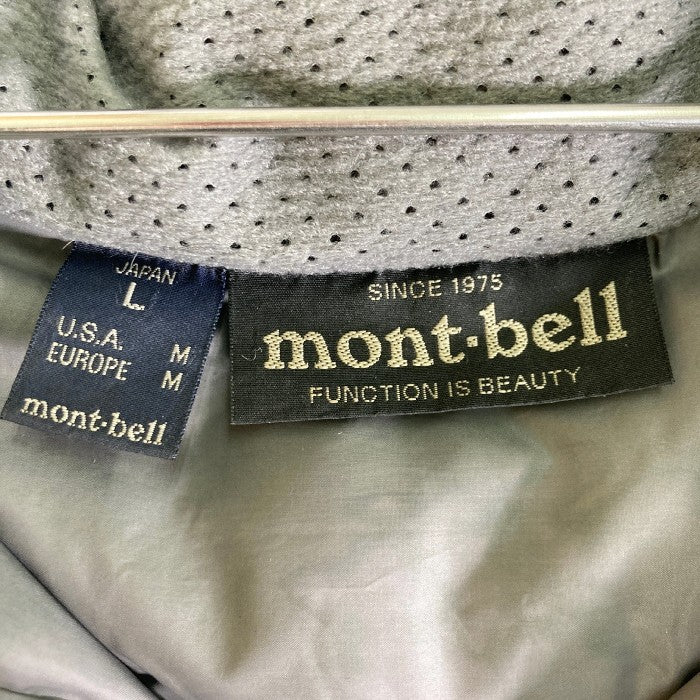 JAPAN
L
U.S.A. M
EUROPE M
mont-bell
SINCE 1975
mont-bell
FUNCTION IS BEAUTY